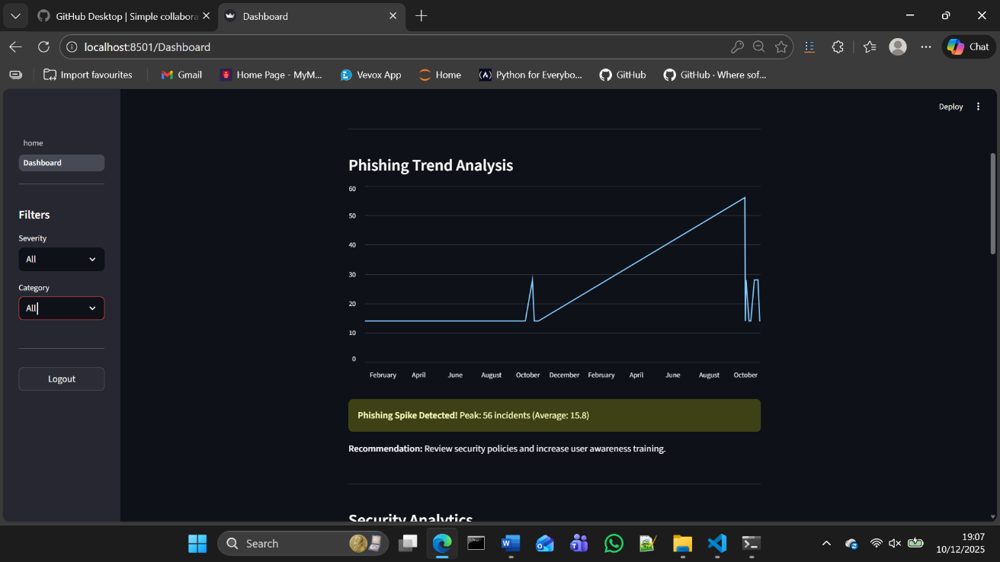 GitHub Desktop | Simple collabora
Dashboard
localhost:8501/Dashboard
Chat
Import favourites
Gmail
Home Page - MyM...
Vevox App
Home
Python for Everybo...
GitHub
GitHub · Where sof...
Deploy
home
Dashboard
Filters
Severity
All
Category
All
Logout
Phishing Trend Analysis
60
50
40
30
20
10
0
February April June August October December February April June August October
Phishing Spike Detected! Peak: 56 incidents (Average: 15.8)
Recommendation: Review security policies and increase user awareness training.
Security Analytics
Search
19:07
10/12/2025